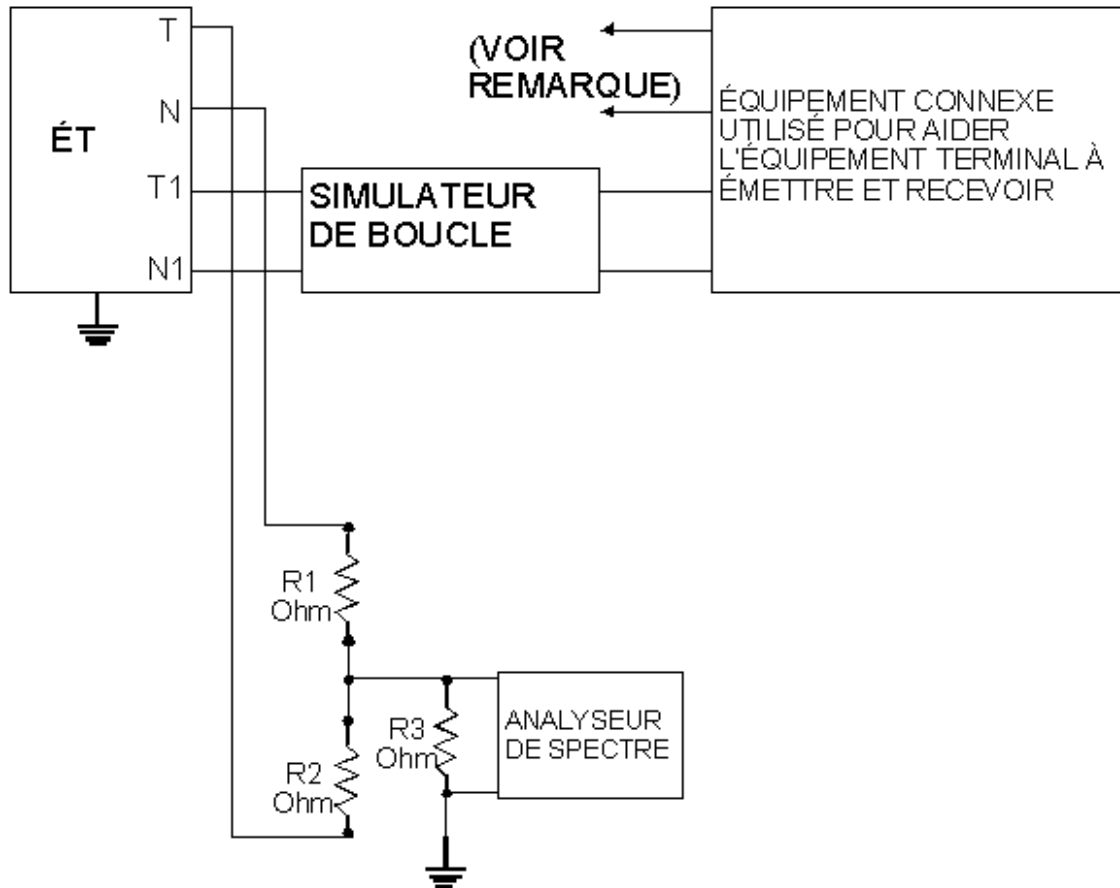 T
N
ÉT
T1
N1
SIMULATEUR
DE BOUCLE
(VOIR
REMARQUE)
ÉQUIPEMENT CONNEXE
UTILISÉ POUR AIDER
L'ÉQUIPEMENT TERMINAL À
ÉMETTRE ET RECEVOIR
R1
Ohm
R2
Ohm
R3
Ohm
ANALYSEUR
DE SPECTRE